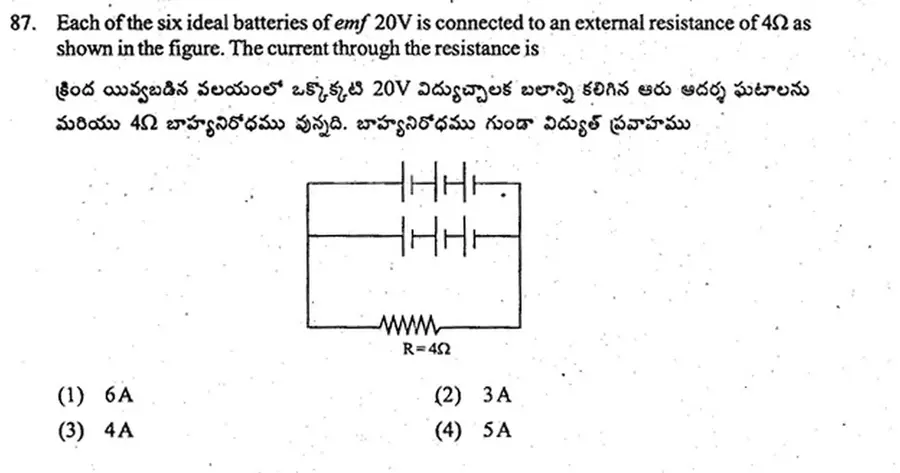 87. Each of the six ideal batteries of emf 20V is connected to an external resistance of 4Ω as
shown in the figure. The current through the resistance is
క్రింద యివ్వబడిన వలయంలో ఒక్కొక్కటి 20V విద్యుచ్చాలక బలాన్ని కలిగిన ఆరు ఆదర్శ ఘటాలను
మరియు 4Ω బాహ్యనిరోధము వున్నది. బాహ్యనిరోధము గుండా విద్యుత్ ప్రవాహము
R=4Ω
(1) 6A (2) 3A
(3) 4A (4) 5A